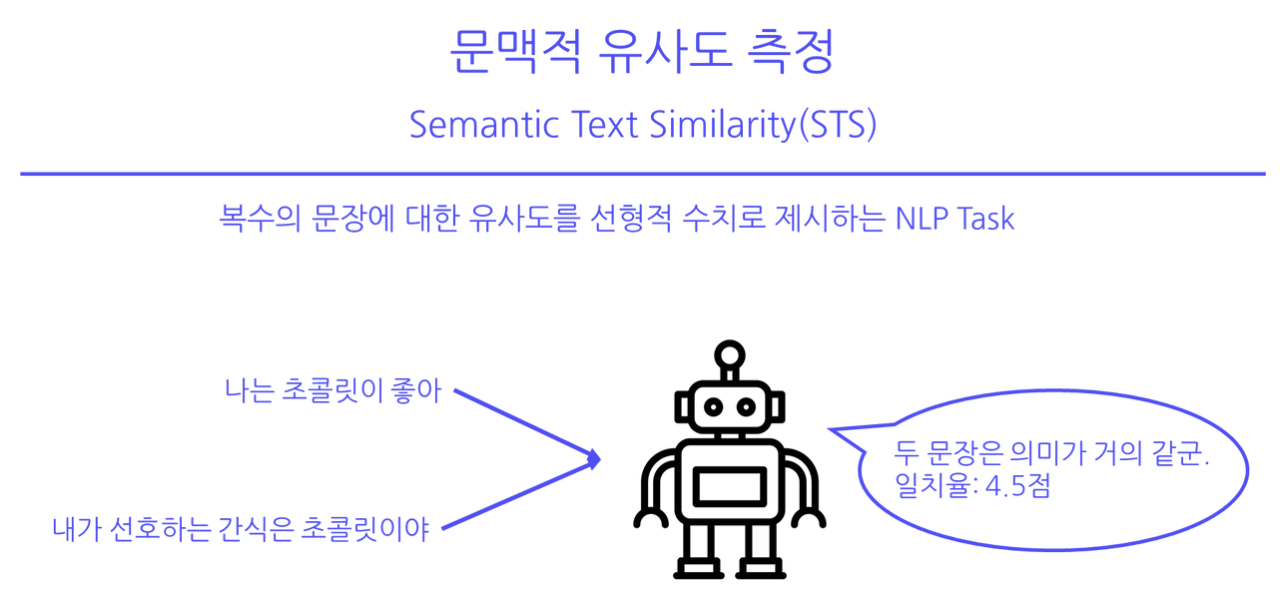 문맥적 유사도 측정
Semantic Text Similarity(STS)
복수의 문장에 대한 유사도를 선형적 수치로 제시하는 NLP Task
나는 초콜릿이 좋아
내가 선호하는 간식은 초콜릿이야
두 문장은 의미가 거의 같군.
일치율: 4.5점